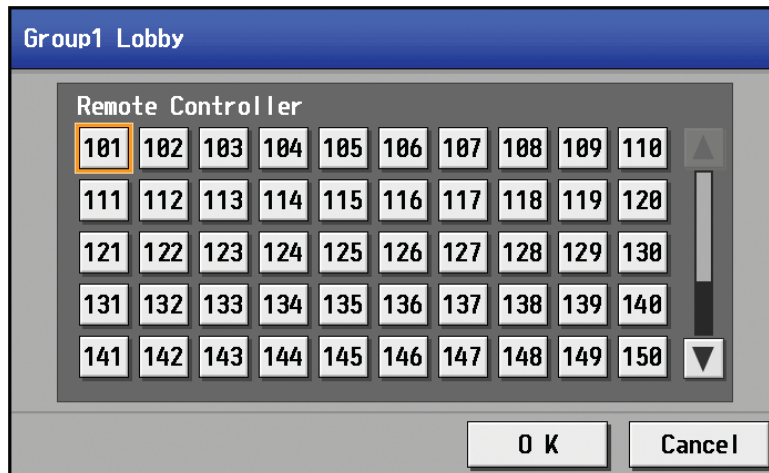 Group1 Lobby
Remote Controller
101 102 103 104 105 106 107 108 109 110
111 112 113 114 115 116 117 118 119 120
121 122 123 124 125 126 127 128 129 130
131 132 133 134 135 136 137 138 139 140
141 142 143 144 145 146 147 148 149 150
OK Cancel